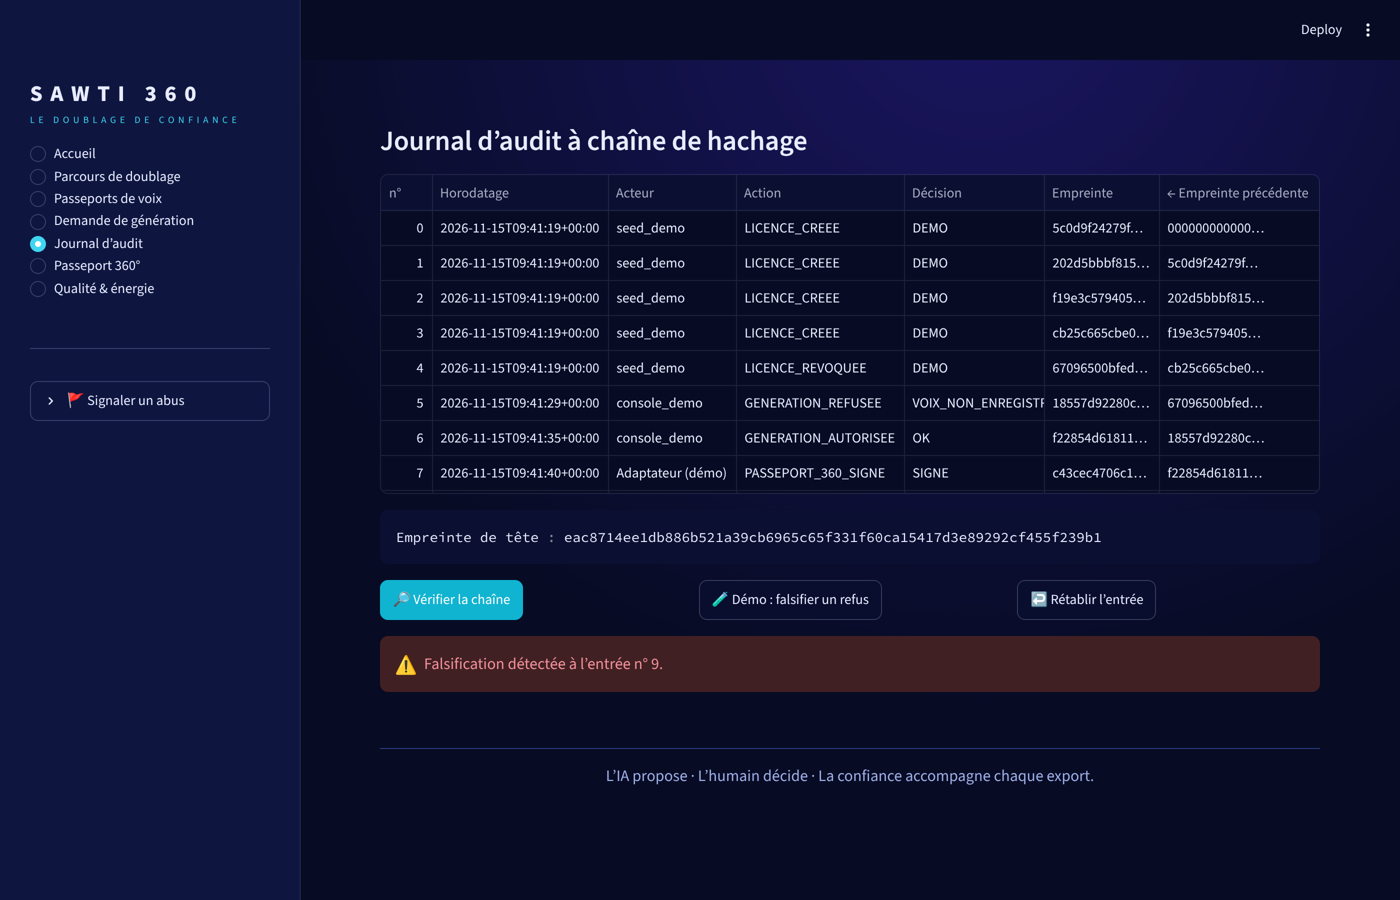 Deploy
SAWTI 360
LE DOUBLAGE DE CONFIANCE
Accueil
Parcours de doublage
Passeports de voix
Demande de génération
Journal d’audit
Passeport 360°
Qualité & énergie
🚩 Signaler un abus
Journal d’audit à chaîne de hachage
n° Horodatage Acteur Action Décision Empreinte ← Empreinte précédente
0 2026-11-15T09:41:19+00:00 seed_demo LICENCE_CREEE DEMO 5c0d9f24279f… 000000000000…
1 2026-11-15T09:41:19+00:00 seed_demo LICENCE_CREEE DEMO 202d5bbbf815… 5c0d9f24279f…
2 2026-11-15T09:41:19+00:00 seed_demo LICENCE_CREEE DEMO f19e3c579405… 202d5bbbf815…
3 2026-11-15T09:41:19+00:00 seed_demo LICENCE_CREEE DEMO cb25c665cbe0… f19e3c579405…
4 2026-11-15T09:41:19+00:00 seed_demo LICENCE_REVOQUEE DEMO 67096500bfed… cb25c665cbe0…
5 2026-11-15T09:41:29+00:00 console_demo GENERATION_REFUSEE VOIX_NON_ENREGISTR 18557d92280c… 67096500bfed…
6 2026-11-15T09:41:35+00:00 console_demo GENERATION_AUTORISEE OK f22854d61811… 18557d92280c…
7 2026-11-15T09:41:40+00:00 Adaptateur (démo) PASSEPORT_360_SIGNE SIGNE c43cec4706c1… f22854d61811…
Empreinte de tête : eac8714ee1db886b521a39cb6965c65f331f60ca15417d3e89292cf455f239b1
🔎 Vérifier la chaîne
🧪 Démo : falsifier un refus
↩️ Rétablir l’entrée
⚠️ Falsification détectée à l’entrée n° 9.
L’IA propose · L’humain décide · La confiance accompagne chaque export.